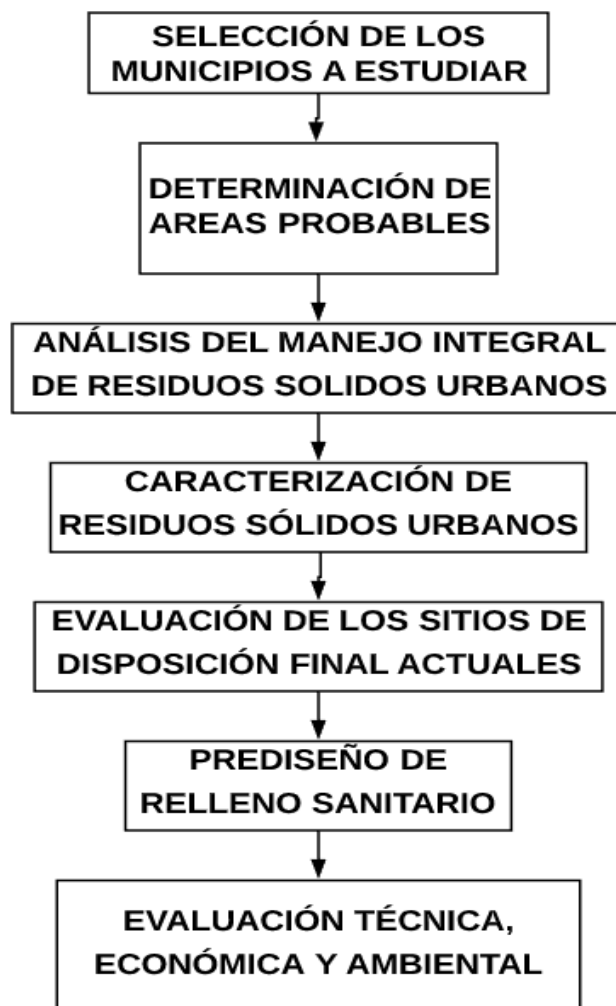 SELECCIÓN DE LOS
MUNICIPIOS A ESTUDIAR
DETERMINACIÓN DE
AREAS PROBABLES
ANÁLISIS DEL MANEJO INTEGRAL
DE RESIDUOS SOLIDOS URBANOS
CARACTERIZACIÓN DE
RESIDUOS SÓLIDOS URBANOS
EVALUACIÓN DE LOS SITIOS DE
DISPOSICIÓN FINAL ACTUALES
PREDISEÑO DE
RELLENO SANITARIO
EVALUACIÓN TÉCNICA,
ECONÓMICA Y AMBIENTAL